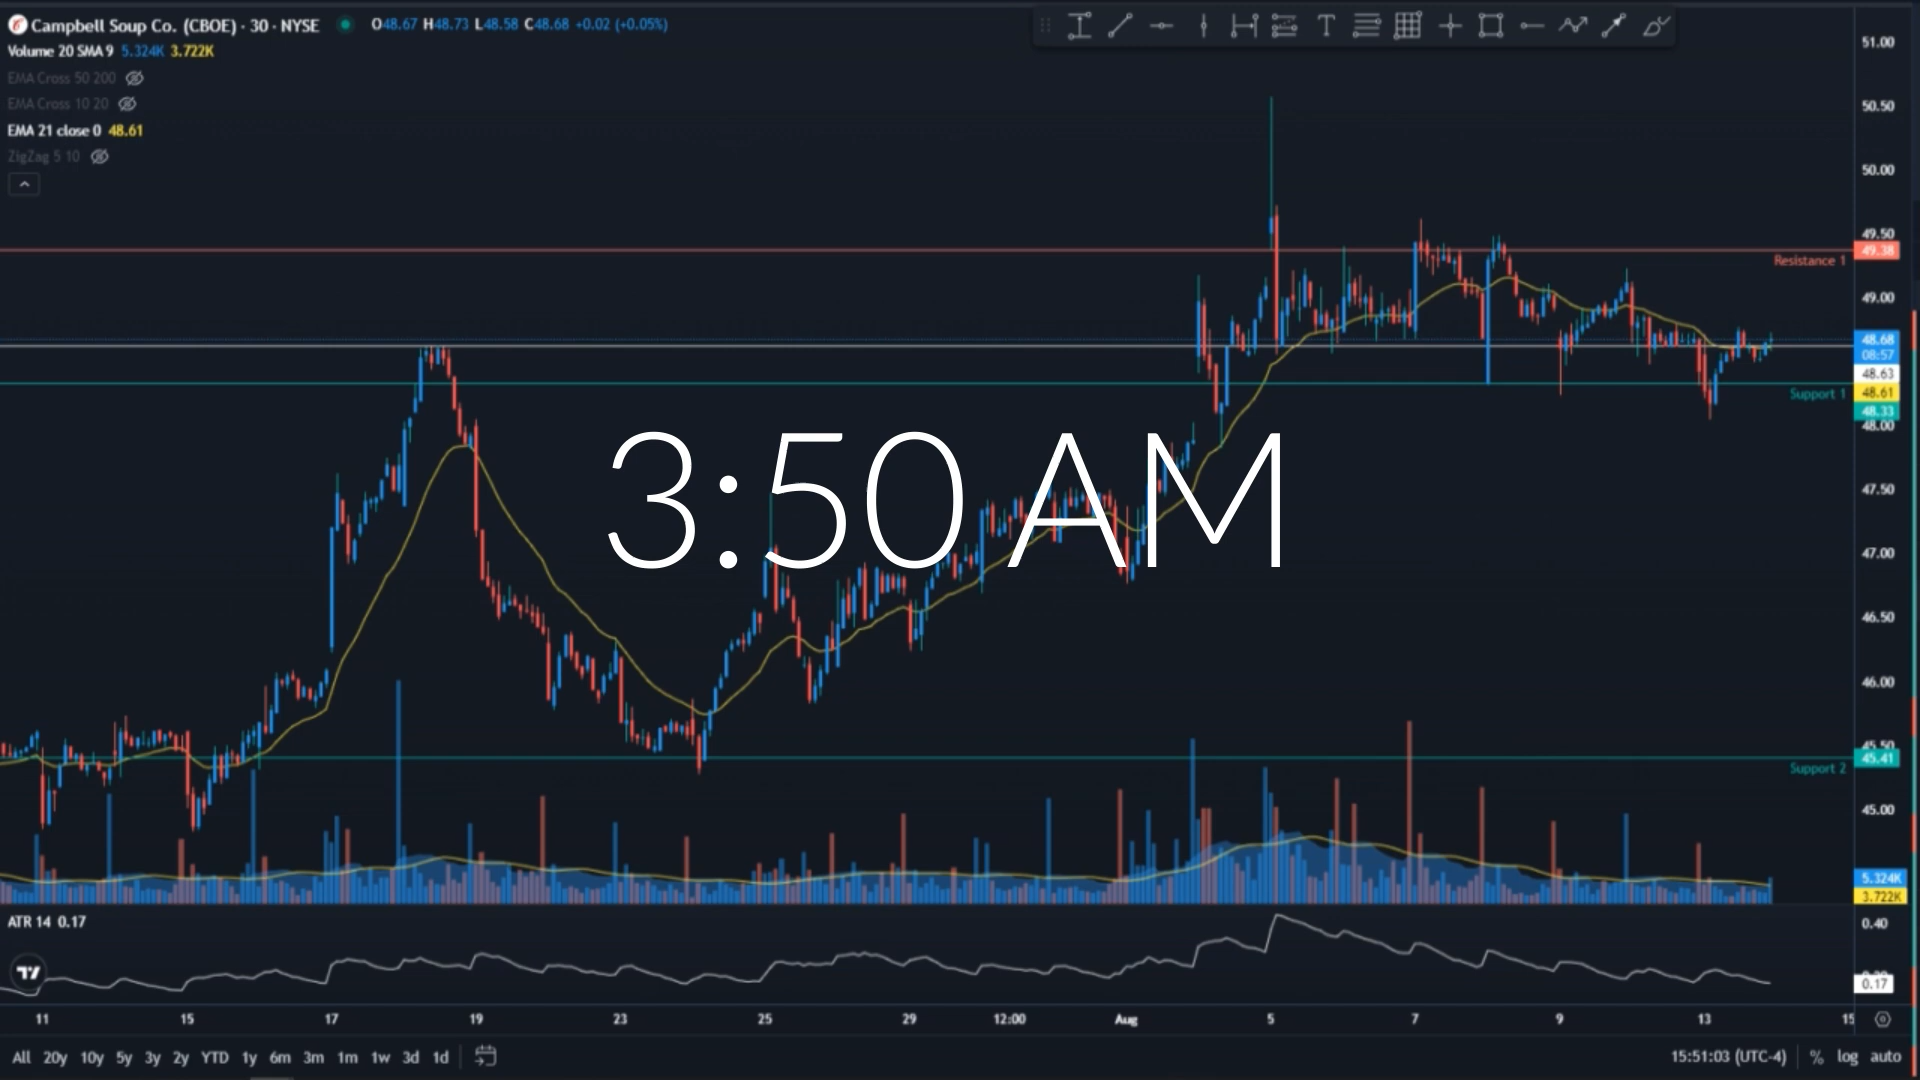 Campbell Soup Co. (CBOE) · 30 · NYSE O48.67 H48.73 L48.58 C48.68 +0.02 (+0.05%)
Volume 20 SMA 9 5.324K 3.722K
EMA Cross 50 200
EMA Cross 10 20
EMA 21 close 0 48.61
ZigZag 5 10
51.00
50.50
50.00
49.50
49.38
Resistance 1
49.00
48.68
08:57
48.63
Support 1 48.61
48.33
48.00
3:50 AM
47.50
47.00
46.50
46.00
45.50
45.41
Support 2
45.00
5.324K
3.722K
ATR 14 0.17
0.40
0.17
11 15 17 19 23 25 29 12:00 Aug 5 7 9 13 15
All 20y 10y 5y 3y 2y YTD 1y 6m 3m 1m 1w 3d 1d 15:51:03 (UTC-4) % log auto